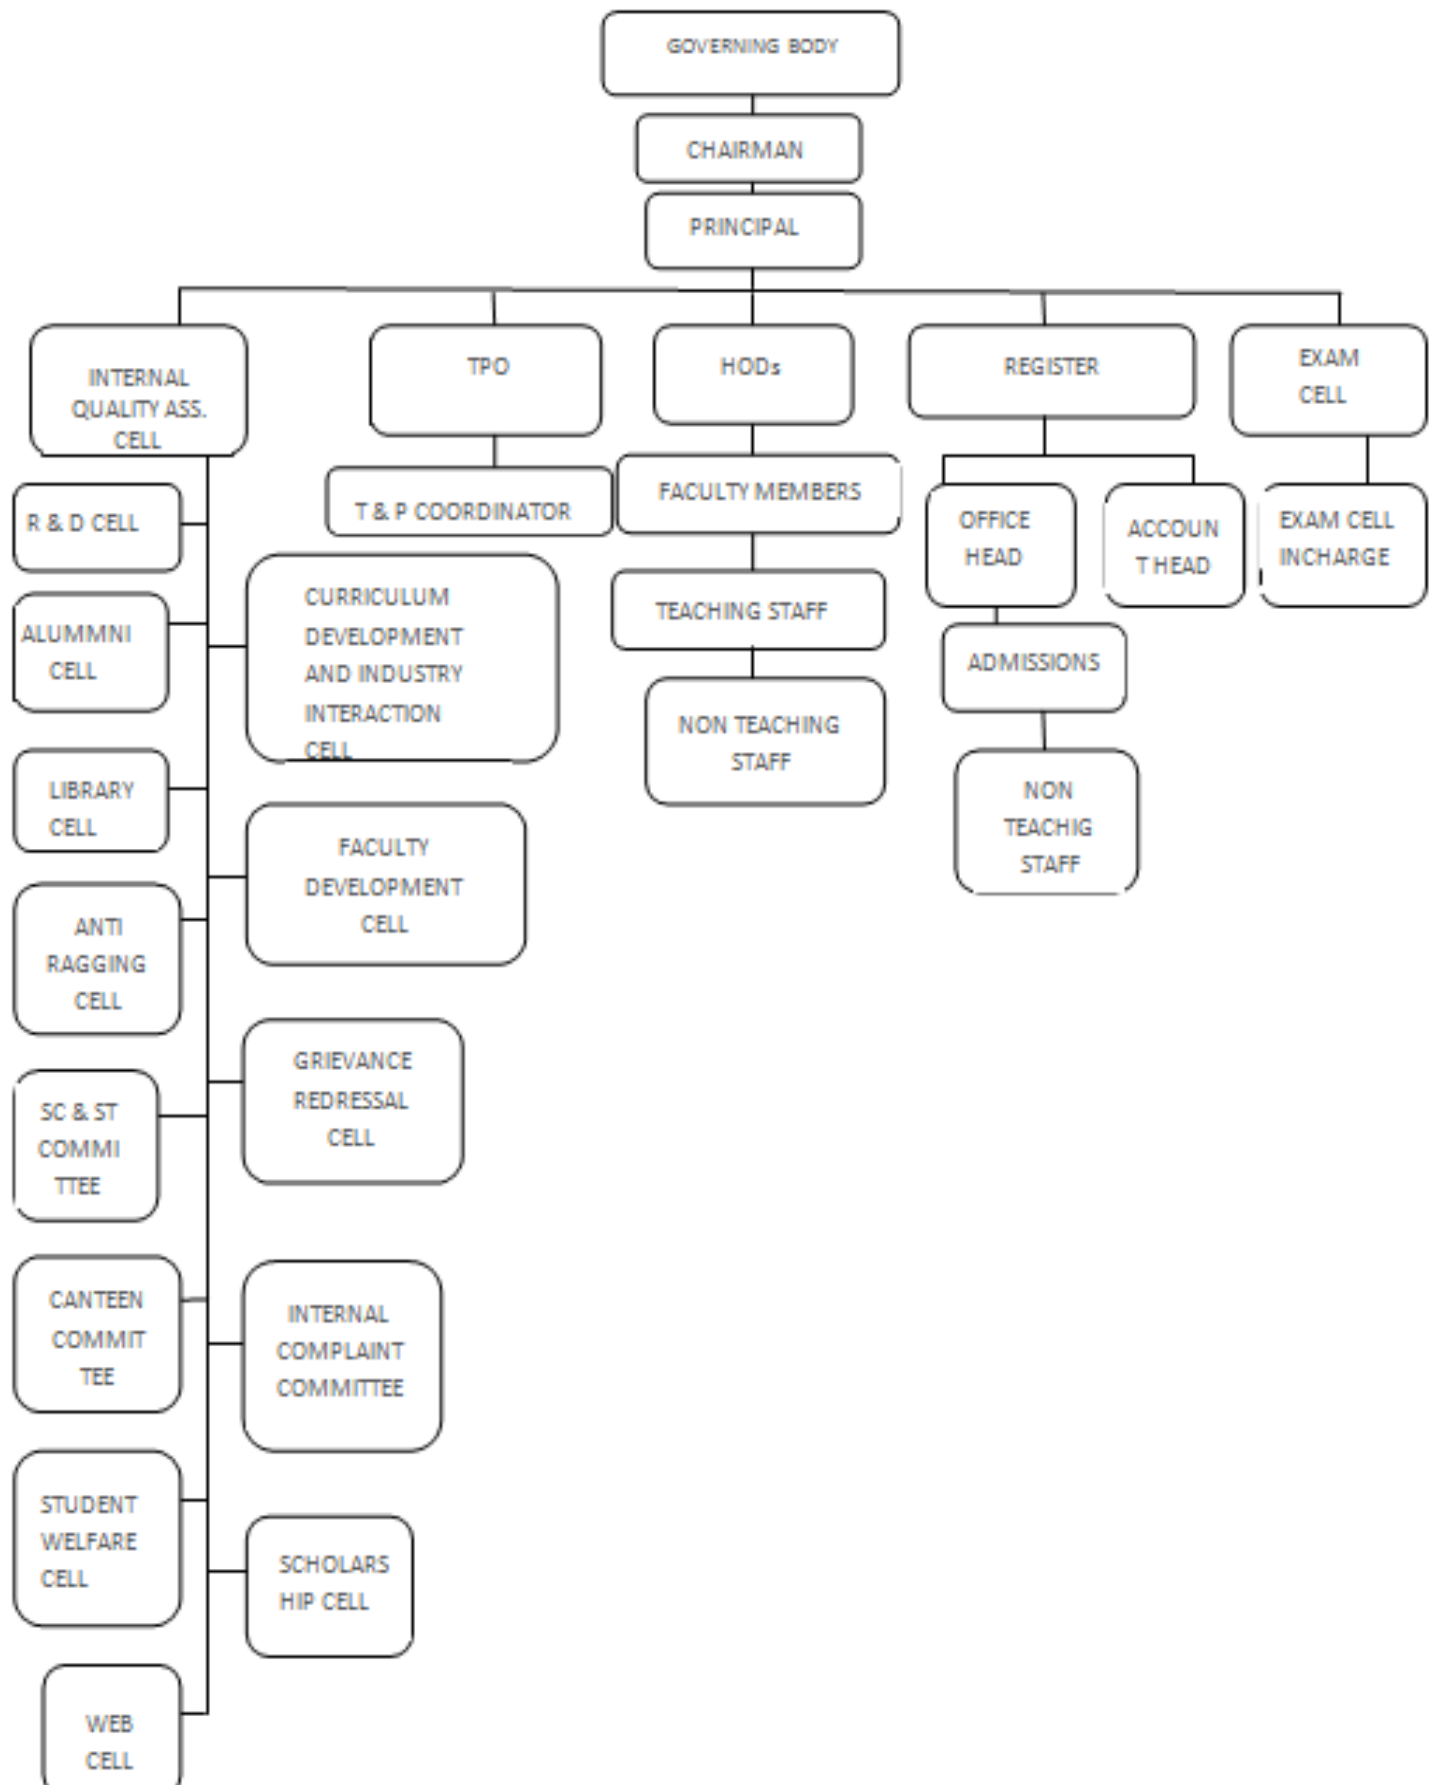 GOVERNING BODY
CHAIRMAN
PRINCIPAL
INTERNAL
QUALITY ASS.
CELL
TPO
HODs
REGISTER
EXAM
CELL
T & P COORDINATOR
FACULTY MEMBERS
OFFICE
HEAD
ACCOUN
T HEAD
EXAM CELL
INCHARGE
R & D CELL
CURRICULUM
DEVELOPMENT
AND INDUSTRY
INTERACTION
CELL
TEACHING STAFF
ADMISSIONS
ALUMMNI
CELL
NON TEACHING
STAFF
NON
TEACHIG
STAFF
LIBRARY
CELL
FACULTY
DEVELOPMENT
CELL
ANTI
RAGGING
CELL
GRIEVANCE
REDRESSAL
CELL
SC & ST
COMMI
TTEE
CANTEEN
COMMIT
TEE
INTERNAL
COMPLAINT
COMMITTEE
STUDENT
WELFARE
CELL
SCHOLARS
HIP CELL
WEB
CELL